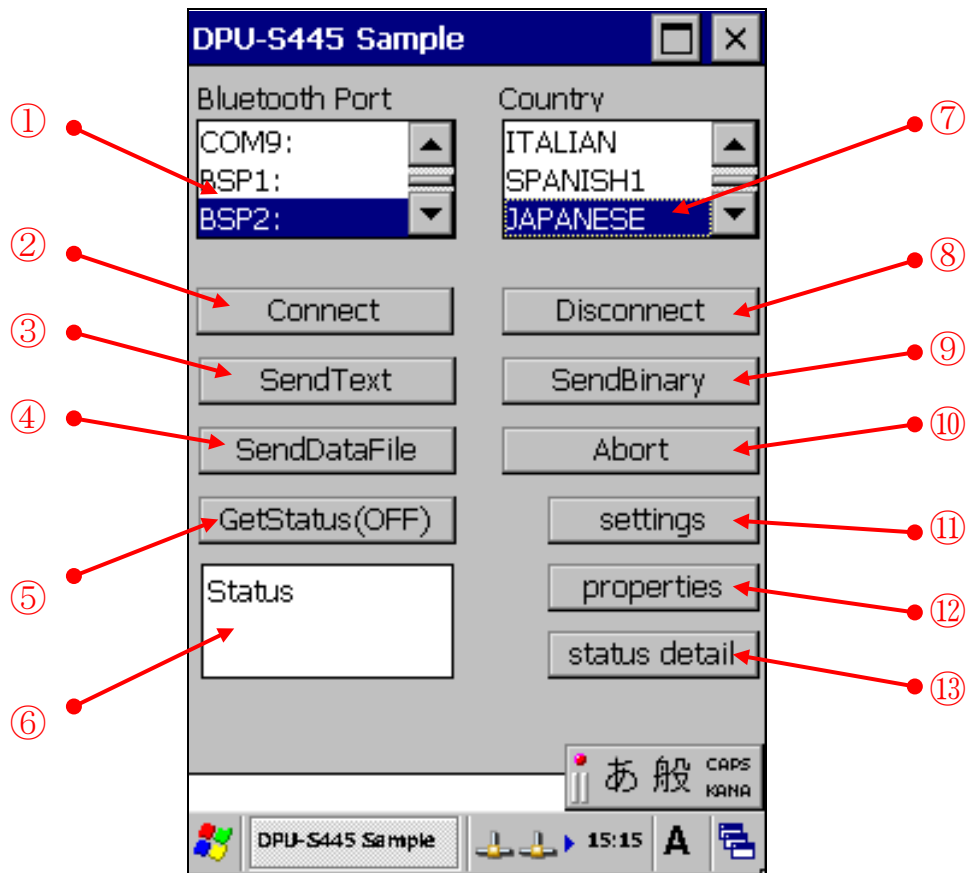 DPU-S445 Sample
Bluetooth Port
Country
①
COM9:
BSP1:
BSP2:
ITALIAN
SPANISH1
JAPANESE
⑦
②
Connect
Disconnect
⑧
③
SendText
SendBinary
⑨
④
SendDataFile
Abort
⑩
GetStatus(OFF)
settings
⑪
⑤
Status
properties
⑫
status detail
⑬
⑥
あ 般 CAPS
KANA
DPU-S445 Sample
15:15
A